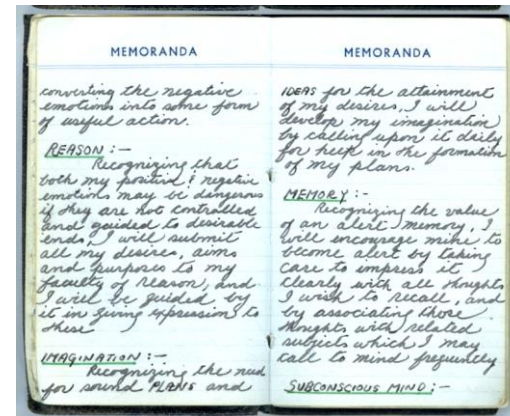 MEMORANDA
converting the negative
emotions into some form
of useful action.
REASON :-
Recognizing that
both my positive & negative
emotions may be dangerous
if they are not controlled
and guided to desirable
ends, I will submit
all my desires, aims
and purposes to my
faculty of reason, and
I will be guided by
it in giving expression to
these
IMAGINATION :-
Recognizing the need
for sound PLANS and
MEMORANDA
IDEAS for the attainment
of my desires, I will
develop my imagination
by calling upon it daily
for help in the formation
of my plans.
MEMORY :-
Recognizing the value
of an alert memory, I
will encourage mine to
become alert by taking
care to impress it
clearly with all thoughts
I wish to recall, and
by associating those
thoughts with related
subjects which I may
call to mind frequently
SUBCONSCIOUS MIND :-